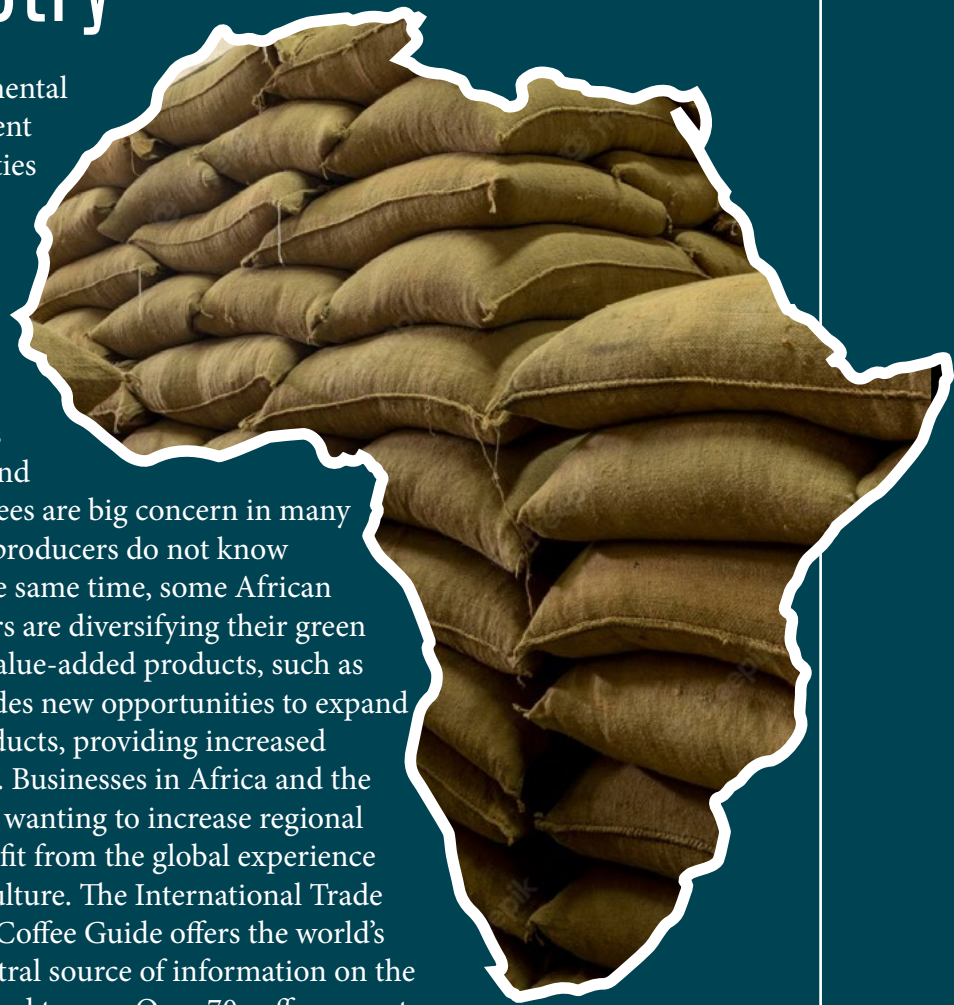 stry
mental
ent
ties
nd
ees are big concern in many
producers do not know
e same time, some African
rs are diversifying their green
alue-added products, such as
des new opportunities to expand
ducts, providing increased
. Businesses in Africa and the
wanting to increase regional
fit from the global experience
ulture. The International Trade
Coffee Guide offers the world’s
tral source of information on the